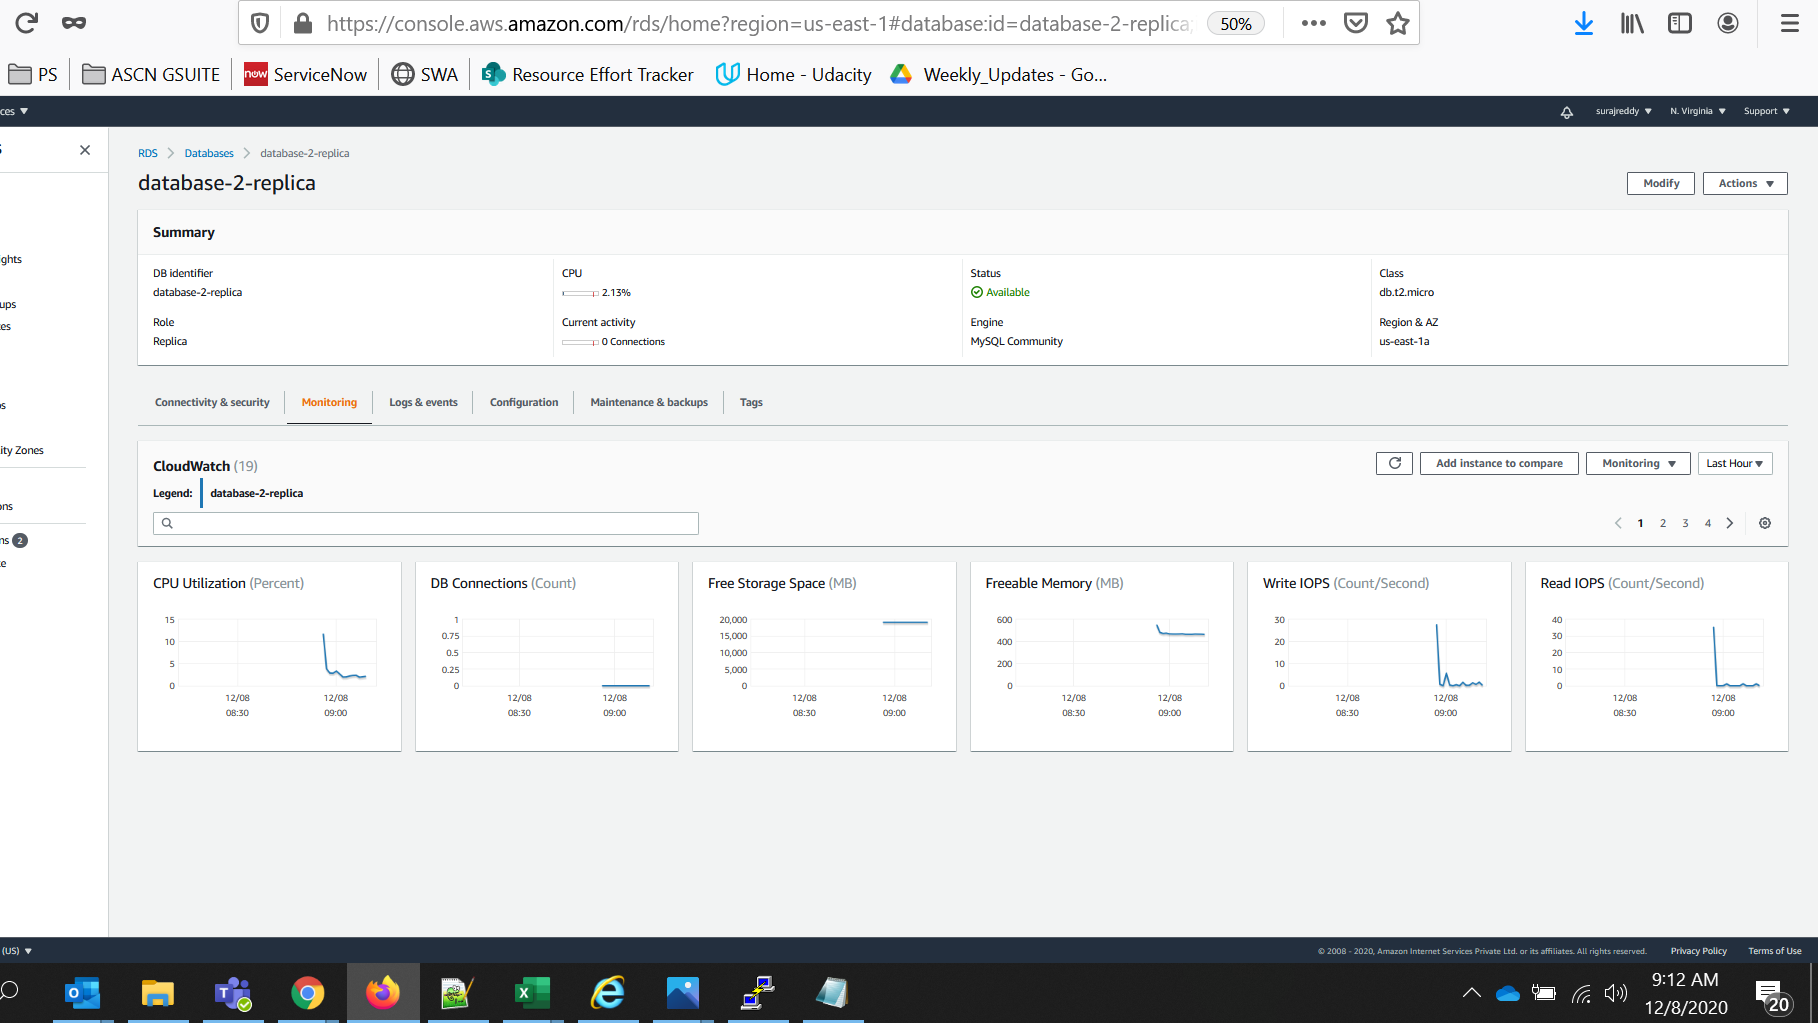 https://console.aws.amazon.com/rds/home?region=us-east-1#database:id=database-2-replica;
50%
PS
ASCN GSUITE
now ServiceNow
SWA
Resource Effort Tracker
Home - Udacity
Weekly_Updates - Go...
ces
surajreddy
N. Virginia
Support
RDS
Databases
database-2-replica
database-2-replica
Modify
Actions
Summary
DB identifier
database-2-replica
CPU
2.13%
Status
Available
Class
db.t2.micro
Role
Replica
Current activity
0 Connections
Engine
MySQL Community
Region & AZ
us-east-1a
ights
ups
es
s
ity Zones
ons
ns 2
e
Connectivity & security
Monitoring
Logs & events
Configuration
Maintenance & backups
Tags
CloudWatch (19)
Add instance to compare
Monitoring
Last Hour
Legend: database-2-replica
1 2 3 4
CPU Utilization (Percent)
15
10
5
0
12/08 12/08
08:30 09:00
DB Connections (Count)
1
0.75
0.5
0.25
0
12/08 12/08
08:30 09:00
Free Storage Space (MB)
20,000
15,000
10,000
5,000
0
12/08 12/08
08:30 09:00
Freeable Memory (MB)
600
400
200
0
12/08 12/08
08:30 09:00
Write IOPS (Count/Second)
30
20
10
0
12/08 12/08
08:30 09:00
Read IOPS (Count/Second)
40
30
20
10
0
12/08 12/08
08:30 09:00
(US)
© 2008 - 2020, Amazon Internet Services Private Ltd. or its affiliates. All rights reserved.
Privacy Policy
Terms of Use
9:12 AM
12/8/2020
20